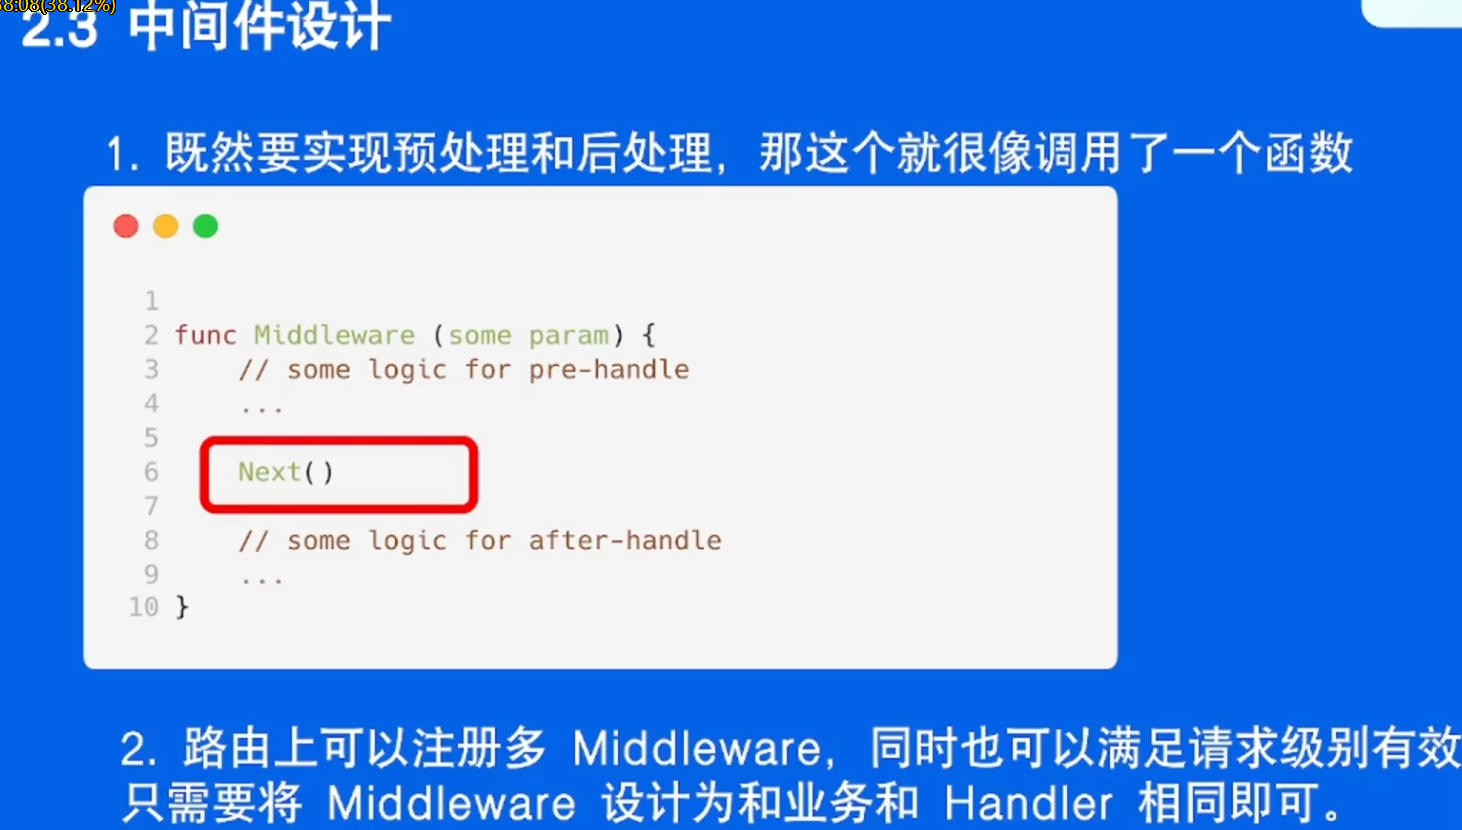 38:08(38.12%)
2.3 中间件设计
1. 既然要实现预处理和后处理，那这个就很像调用了一个函数
1
2 func Middleware (some param) {
3 // some logic for pre-handle
4 ...
5
6 Next()
7
8 // some logic for after-handle
9 ...
10 }
2. 路由上可以注册多 Middleware，同时也可以满足请求级别有效
只需要将 Middleware 设计为和业务和 Handler 相同即可。